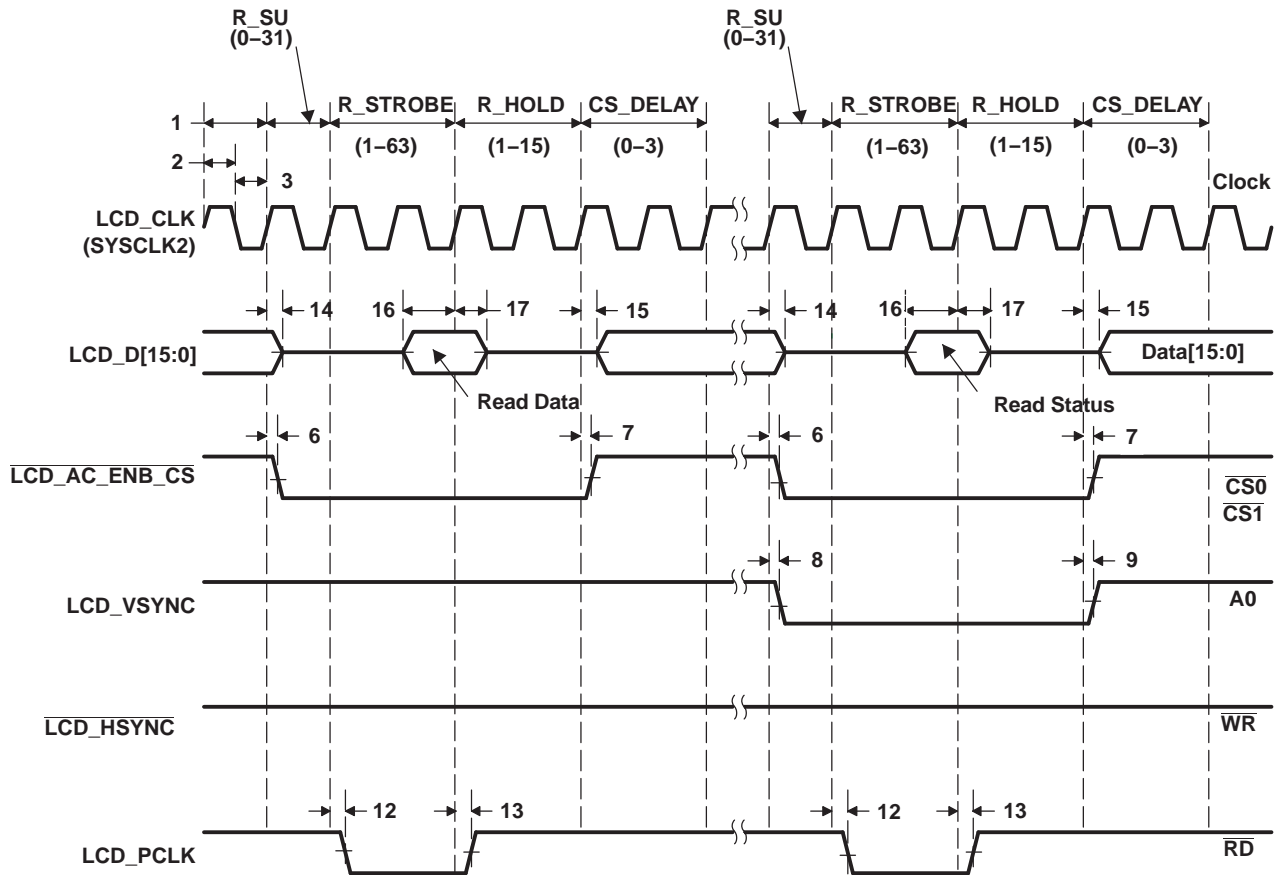 R_SU
(0–31)
R_SU
(0–31)
R_STROBE R_HOLD CS_DELAY
R_STROBE R_HOLD CS_DELAY
1
(1–63) (1–15) (0–3)
(1–63) (1–15) (0–3)
2
3
Clock
LCD_CLK
(SYSCLK2)
14 16 17 15
14 16 17 15
LCD_D[15:0]
Data[15:0]
Read Data
Read Status
6 7 6 7
LCD_AC_ENB_CS
CS0
CS1
8 9
LCD_VSYNC
A0
LCD_HSYNC
WR
12 13 12 13
LCD_PCLK
RD